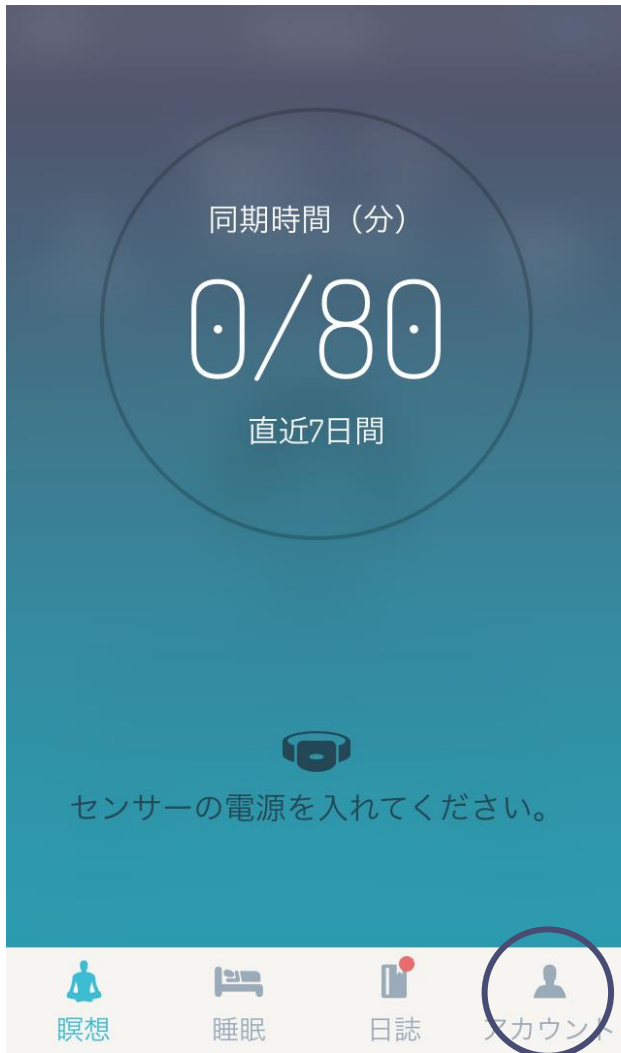 同期時間（分）
0/80
直近7日間
センサーの電源を入れてください。
瞑想 睡眠 日誌 アカウント